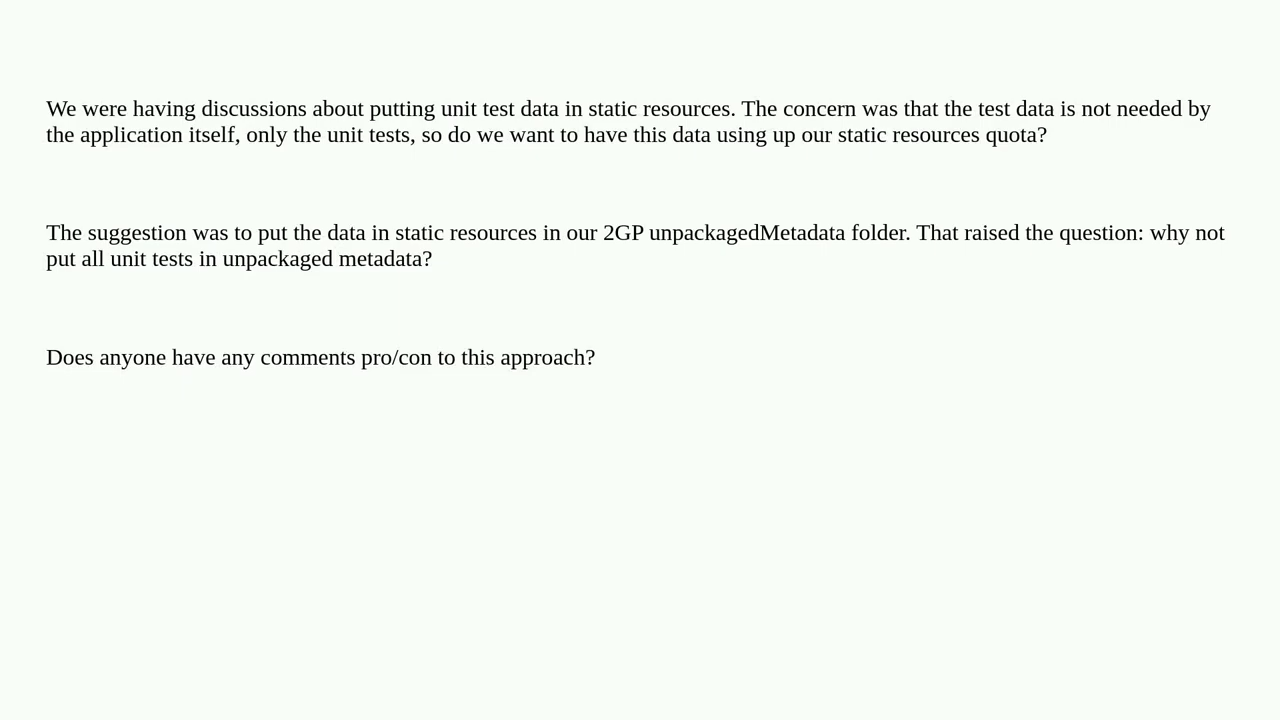 We were having discussions about putting unit test data in static resources. The concern was that the test data is not needed by
the application itself, only the unit tests, so do we want to have this data using up our static resources quota?
The suggestion was to put the data in static resources in our 2GP unpackagedMetadata folder. That raised the question: why not
put all unit tests in unpackaged metadata?
Does anyone have any comments pro/con to this approach?